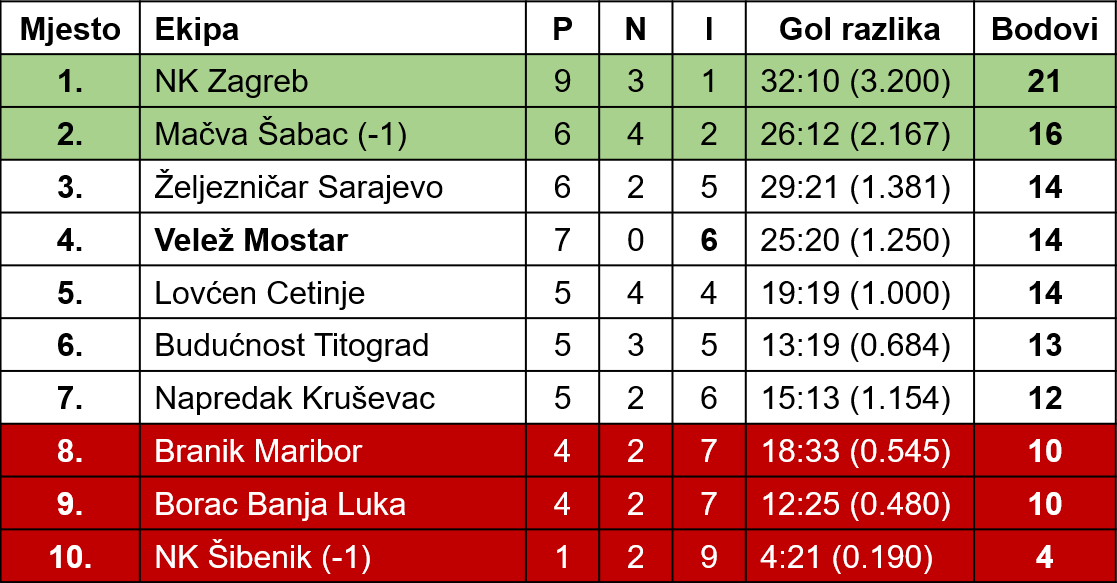 Mjesto Ekipa P N I Gol razlika Bodovi
1. NK Zagreb 9 3 1 32:10 (3.200) 21
2. Mačva Šabac (-1) 6 4 2 26:12 (2.167) 16
3. Željezničar Sarajevo 6 2 5 29:21 (1.381) 14
4. Velež Mostar 7 0 6 25:20 (1.250) 14
5. Lovćen Cetinje 5 4 4 19:19 (1.000) 14
6. Budućnost Titograd 5 3 5 13:19 (0.684) 13
7. Napredak Kruševac 5 2 6 15:13 (1.154) 12
8. Branik Maribor 4 2 7 18:33 (0.545) 10
9. Borac Banja Luka 4 2 7 12:25 (0.480) 10
10. NK Šibenik (-1) 1 2 9 4:21 (0.190) 4